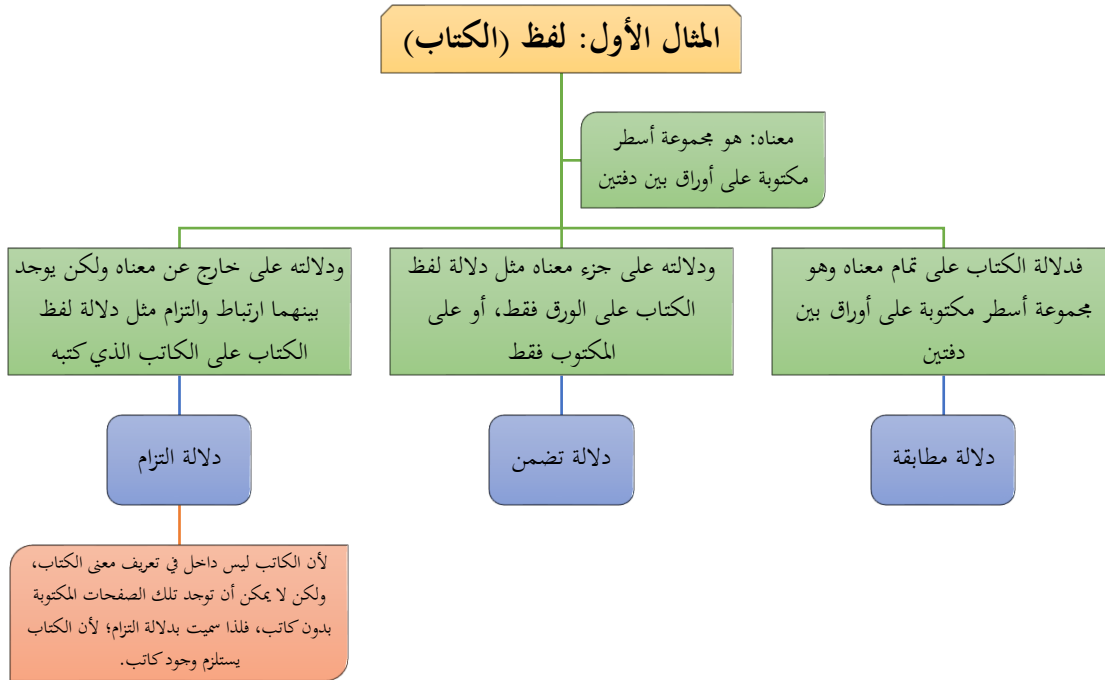 المثال الأول: لفظ (الكتاب)
معناه: هو مجموعة أسطر
مكتوبة على أوراق بين دفتين
فدلالة الكتاب على تمام معناه وهو
مجموعة أسطر مكتوبة على أوراق بين
دفتين
دلالة مطابقة
ودلالته على جزء معناه مثل دلالة لفظ
الكتاب على الورق فقط، أو على
المكتوب فقط
دلالة تضمن
ودلالته على خارج عن معناه ولكن يوجد
بينهما ارتباط والتزام مثل دلالة لفظ
الكتاب على الكاتب الذي كتبه
دلالة التزام
لأن الكاتب ليس داخل في تعريف معنى الكتاب،
ولكن لا يمكن أن توجد تلك الصفحات المكتوبة
بدون كاتب، فلذا سميت بدلالة التزام؛ لأن الكتاب
يستلزم وجود كاتب.